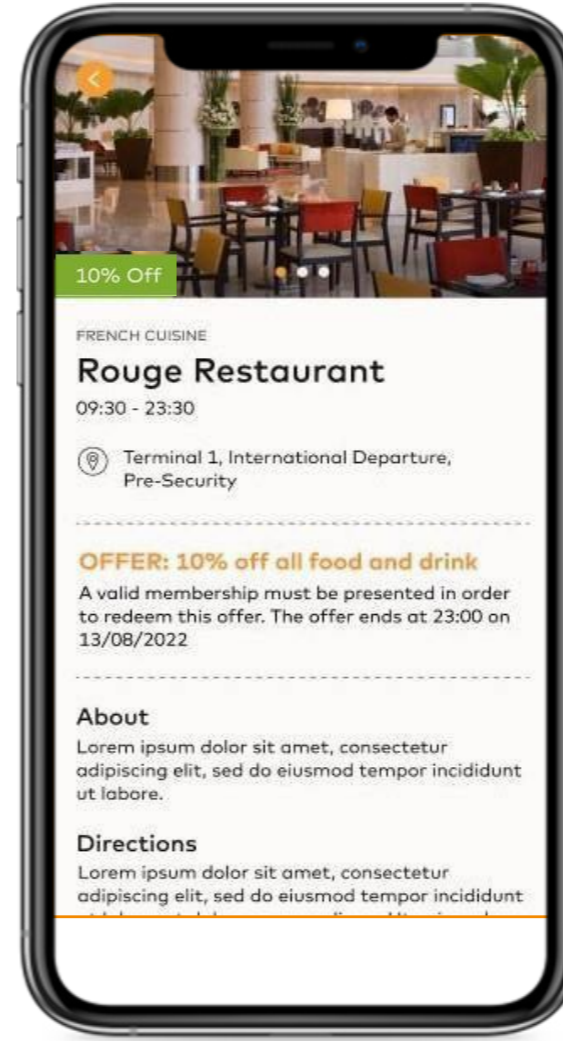 10% Off
FRENCH CUISINE
Rouge Restaurant
09:30 - 23:30
Terminal 1, International Departure,
Pre-Security
OFFER: 10% off all food and drink
A valid membership must be presented in order
to redeem this offer. The offer ends at 23:00 on
13/08/2022
About
Lorem ipsum dolor sit amet, consectetur
adipiscing elit, sed do eiusmod tempor incididunt
ut labore.
Directions
Lorem ipsum dolor sit amet, consectetur
adipiscing elit, sed do eiusmod tempor incididunt